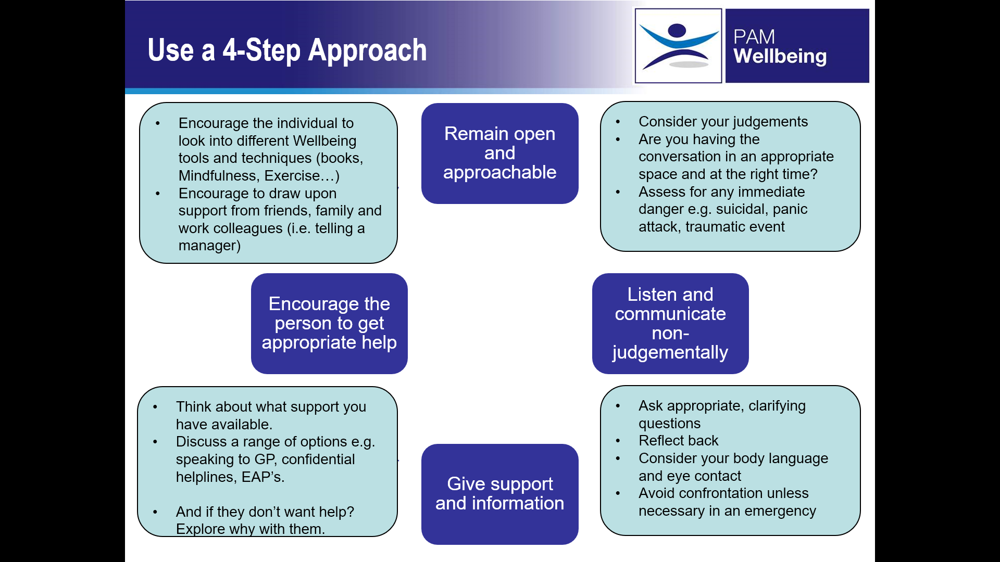 Use a 4-Step Approach
PAM
Wellbeing
• Encourage the individual to
look into different Wellbeing
tools and techniques (books,
Mindfulness, Exercise…)
• Encourage to draw upon
support from friends, family and
work colleagues (i.e. telling a
manager)
Remain open
and
approachable
• Consider your judgements
• Are you having the
conversation in an appropriate
space and at the right time?
• Assess for any immediate
danger e.g. suicidal, panic
attack, traumatic event
Encourage the
person to get
appropriate help
Listen and
communicate
non-
judgementally
• Think about what support you
have available.
• Discuss a range of options e.g.
speaking to GP, confidential
helplines, EAP’s.
• And if they don’t want help?
Explore why with them.
Give support
and information
• Ask appropriate, clarifying
questions
• Reflect back
• Consider your body language
and eye contact
• Avoid confrontation unless
necessary in an emergency